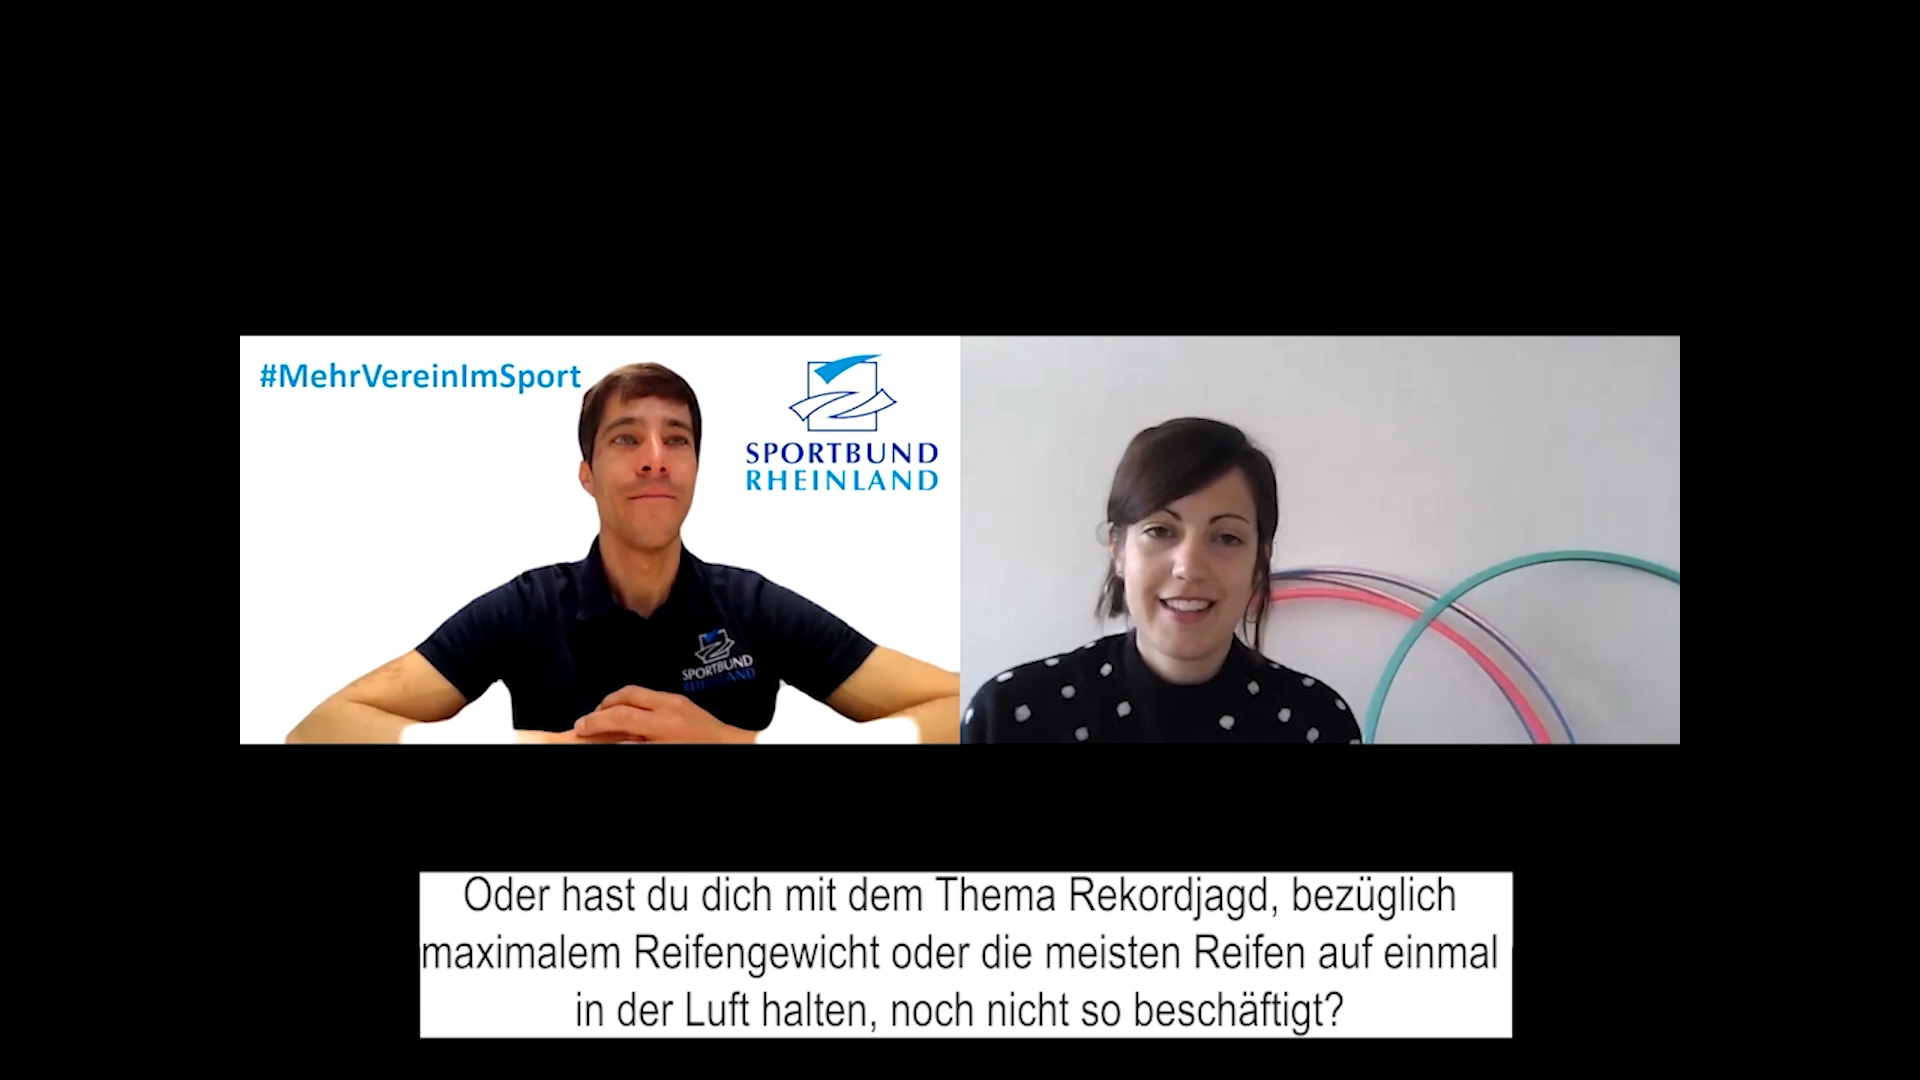 #MehrVereinImSport
SPORTBUND
RHEINLAND
SPORTBUND
RHEINLAND
Oder hast du dich mit dem Thema Rekordjagd, bezüglich
maximalem Reifengewicht oder die meisten Reifen auf einmal
in der Luft halten, noch nicht so beschäftigt?